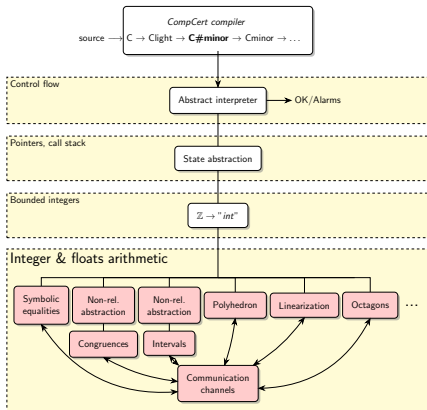 CompCert compiler
source → C → Clight → C#minor → Cminor → ...
Control flow
Abstract interpreter
OK/Alarms
Pointers, call stack
State abstraction
Bounded integers
ℤ → "int"
Integer & floats arithmetic
Symbolic
equalities
Non-rel.
abstraction
Non-rel.
abstraction
Polyhedron
Linearization
Octagons
...
Congruences
Intervals
Communication
channels